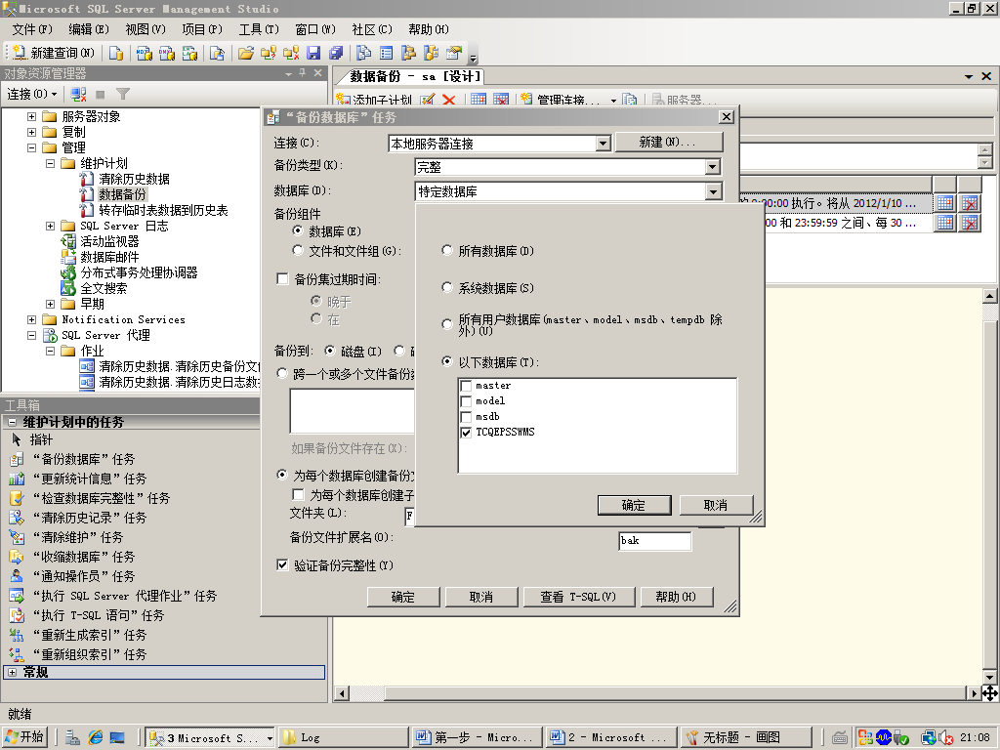 Microsoft SQL Server Management Studio
文件(F) 编辑(E) 视图(V) 项目(P) 工具(T) 窗口(W) 社区(C) 帮助(H)
新建查询(N)
对象资源管理器
连接(O)
服务器对象
复制
管理
维护计划
清除历史数据
数据备份
转存临时表数据到历史表
SQL Server 日志
活动监视器
数据库邮件
分布式事务处理协调器
全文搜索
早期
Notification Services
SQL Server 代理
作业
清除历史数据.清除历史备份文
清除历史数据.清除历史日志数
工具箱
维护计划中的任务
指针
“备份数据库”任务
“更新统计信息”任务
“检查数据库完整性”任务
“清除历史记录”任务
“清除维护”任务
“收缩数据库”任务
“通知操作员”任务
“执行 SQL Server 代理作业”任务
“执行 T-SQL 语句”任务
“重新生成索引”任务
“重新组织索引”任务
常规
就绪
数据备份 - sa [设计]
添加子计划 管理连接... 服务器...
0:00:00 执行。将从 2012/1/10 ...
00 和 23:59:59 之间、每 30 ...
“备份数据库”任务
连接(C): 本地服务器连接 新建(N)...
备份类型(K): 完整
数据库(D): 特定数据库
备份组件
数据库(E)
文件和文件组(G):
备份集过期时间:
晚于
在
备份到: 磁盘(I)
跨一个或多个文件备份
如果备份文件存在(X):
为每个数据库创建备份文
为每个数据库创建子
文件夹(L): F
备份文件扩展名(O): bak
验证备份完整性(Y)
确定 取消 查看 T-SQL(V) 帮助(H)
所有数据库(D)
系统数据库(S)
所有用户数据库(master、model、msdb、tempdb 除
外)(U)
以下数据库(T):
master
model
msdb
TCQEPSSWMS
确定 取消
开始 3 Microsoft S... Log 第一步 - Micro... 2 - Microsoft ... 无标题 - 画图 21:08